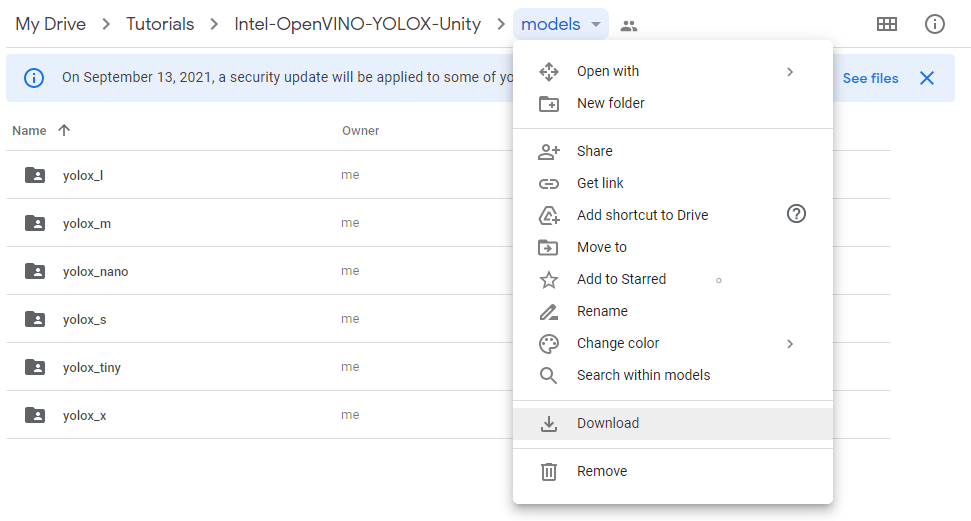 My Drive > Tutorials > Intel-OpenVINO-YOLOX-Unity > models
On September 13, 2021, a security update will be applied to some of yo
See files
Name
Owner
yolox_l me
yolox_m me
yolox_nano me
yolox_s me
yolox_tiny me
yolox_x me
Open with
New folder
Share
Get link
Add shortcut to Drive
Move to
Add to Starred
Rename
Change color
Search within models
Download
Remove